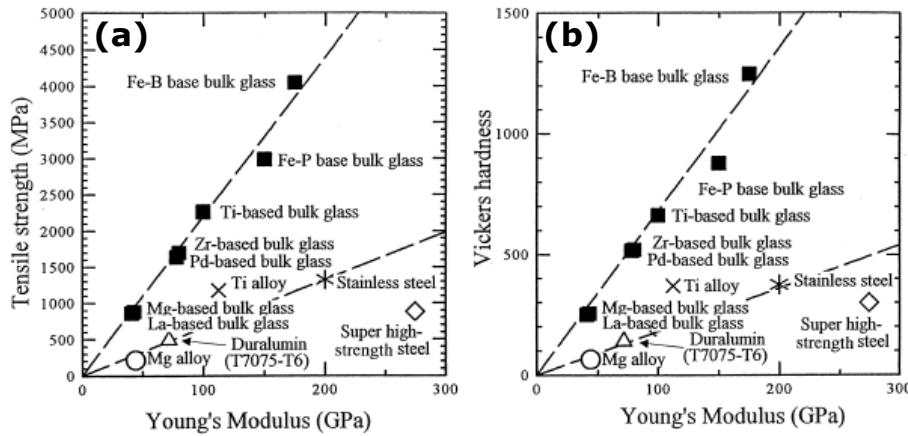 (a)
Tensile strength (MPa)
5000
4500
4000
3500
3000
2500
2000
1500
1000
500
0
Fe-B base bulk glass
Fe-P base bulk glass
Ti-based bulk glass
Zr-based bulk glass
Pd-based bulk glass
Ti alloy
Stainless steel
Mg-based bulk glass
La-based bulk glass
Super high-
strength steel
Duralumin
(T7075-T6)
Mg alloy
0 100 200 300
Young's Modulus (GPa)
(b)
Vickers hardness
1500
1000
500
0
Fe-B base bulk glass
Fe-P base bulk glass
Ti-based bulk glass
Zr-based bulk glass
Pd-based bulk glass
Ti alloy
Stainless steel
Mg-based bulk glass
La-based bulk glass
Super high-
strength steel
Duralumin
(T7075-T6)
Mg alloy
0 100 200 300
Young's Modulus (GPa)